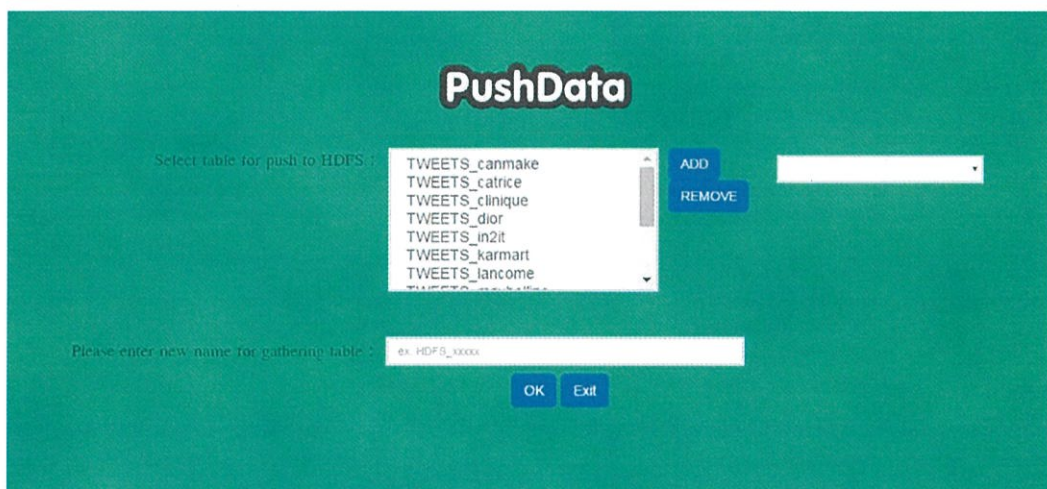 PushData
Select table for push to HDFS :
TWEETS_canmake
TWEETS_catrice
TWEETS_clinique
TWEETS_dior
TWEETS_in2it
TWEETS_karmart
TWEETS_lancome
ADD
REMOVE
Please enter new name for gathering table :
ex. HDFS_xxxxx
OK Exit